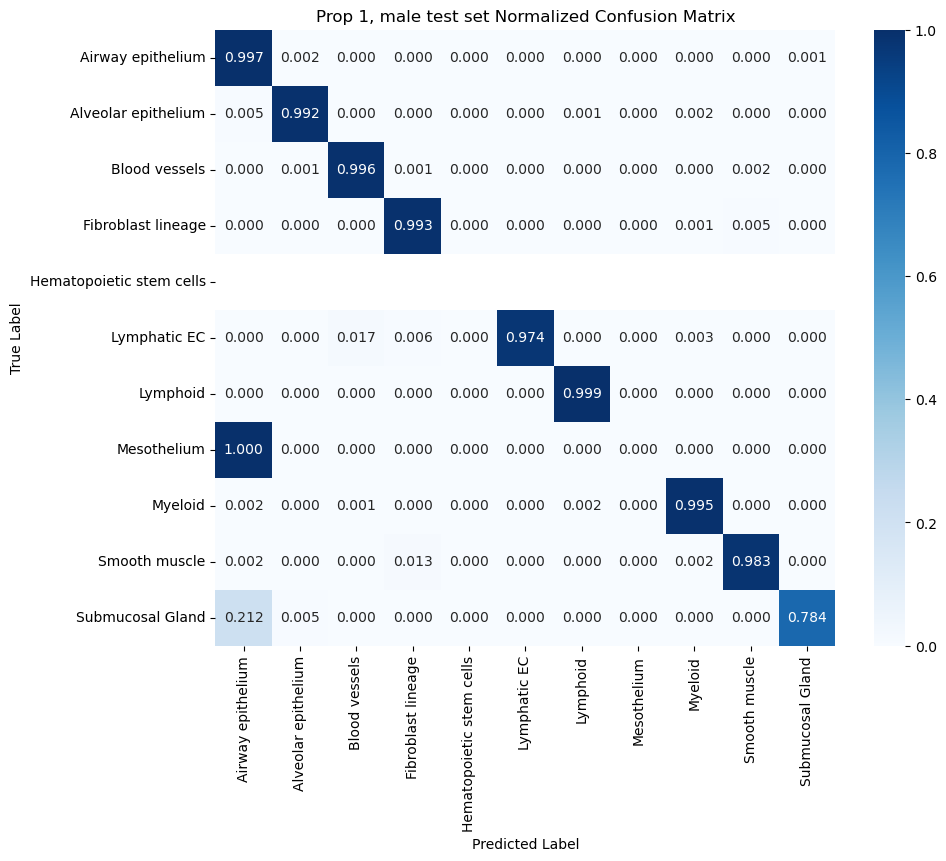 Prop 1, male test set Normalized Confusion Matrix
Airway epithelium 0.997 0.002 0.000 0.000 0.000 0.000 0.000 0.000 0.000 0.000 0.001
Alveolar epithelium 0.005 0.992 0.000 0.000 0.000 0.000 0.001 0.000 0.002 0.000 0.000
Blood vessels 0.000 0.001 0.996 0.001 0.000 0.000 0.000 0.000 0.000 0.002 0.000
Fibroblast lineage 0.000 0.000 0.000 0.993 0.000 0.000 0.000 0.000 0.001 0.005 0.000
Hematopoietic stem cells
Lymphatic EC 0.000 0.000 0.017 0.006 0.000 0.974 0.000 0.000 0.003 0.000 0.000
Lymphoid 0.000 0.000 0.000 0.000 0.000 0.000 0.999 0.000 0.000 0.000 0.000
Mesothelium 1.000 0.000 0.000 0.000 0.000 0.000 0.000 0.000 0.000 0.000 0.000
Myeloid 0.002 0.000 0.001 0.000 0.000 0.000 0.002 0.000 0.995 0.000 0.000
Smooth muscle 0.002 0.000 0.000 0.013 0.000 0.000 0.000 0.000 0.002 0.983 0.000
Submucosal Gland 0.212 0.005 0.000 0.000 0.000 0.000 0.000 0.000 0.000 0.000 0.784
True Label
Airway epithelium
Alveolar epithelium
Blood vessels
Fibroblast lineage
Hematopoietic stem cells
Lymphatic EC
Lymphoid
Mesothelium
Myeloid
Smooth muscle
Submucosal Gland
Predicted Label
1.0
0.8
0.6
0.4
0.2
0.0